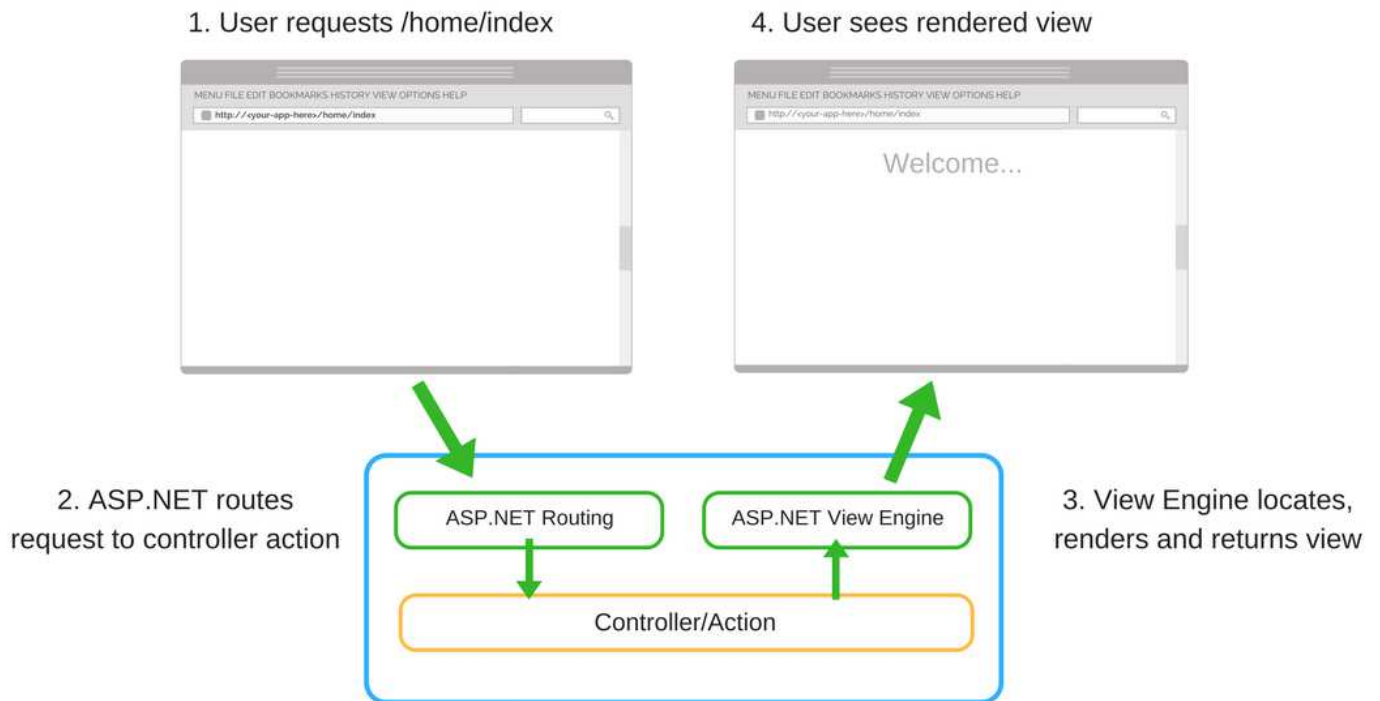 1. User requests /home/index
4. User sees rendered view
MENU FILE EDIT BOOKMARKS HISTORY VIEW OPTIONS HELP
http://<your-app-here>/home/index
MENU FILE EDIT BOOKMARKS HISTORY VIEW OPTIONS HELP
http://<your-app-here>/home/index
Welcome...
2. ASP.NET routes
request to controller action
ASP.NET Routing
ASP.NET View Engine
Controller/Action
3. View Engine locates,
renders and returns view